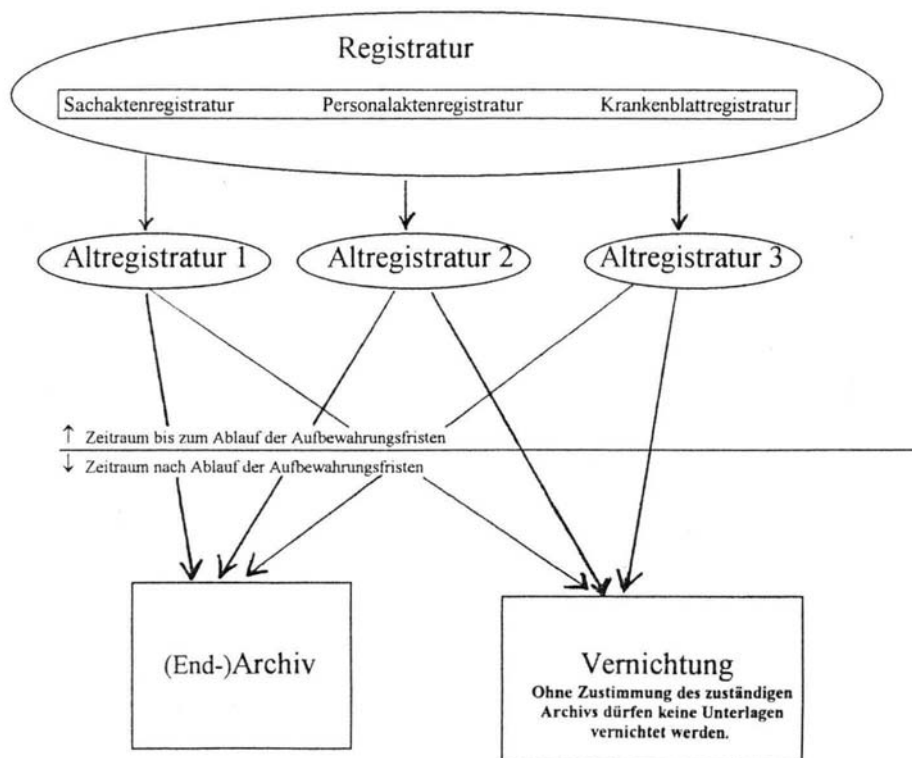 Registratur
Sachaktenregistratur Personalaktenregistratur Krankenblattregistratur
Altregistratur 1 Altregistratur 2 Altregistratur 3
↑ Zeitraum bis zum Ablauf der Aufbewahrungsfristen
↓ Zeitraum nach Ablauf der Aufbewahrungsfristen
(End-)Archiv
Vernichtung
Ohne Zustimmung des zuständigen
Archivs dürfen keine Unterlagen
vernichtet werden.